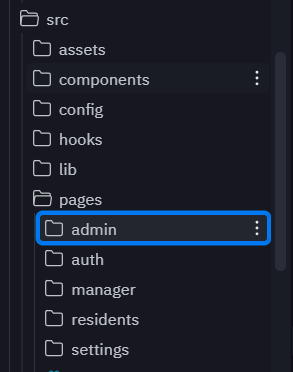 src
assets
components
config
hooks
lib
pages
admin
auth
manager
residents
settings